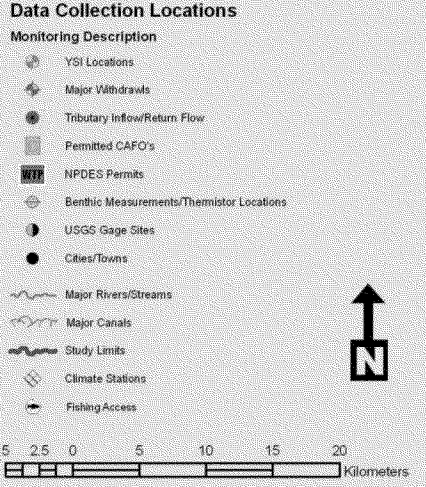 Data Collection Locations
Monitoring Description
YSI Locations
Major Withdrawls
Tributary Inflow/Return Flow
Permitted CAFO's
WTP NPDES Permits
Benthic Measurements/Thermistor Locations
USGS Gage Sites
Cities/Towns
Major Rivers/Streams
Major Canals
Study Limits
Climate Stations
Fishing Access
N
5 2.5 0 5 10 15 20
Kilometers